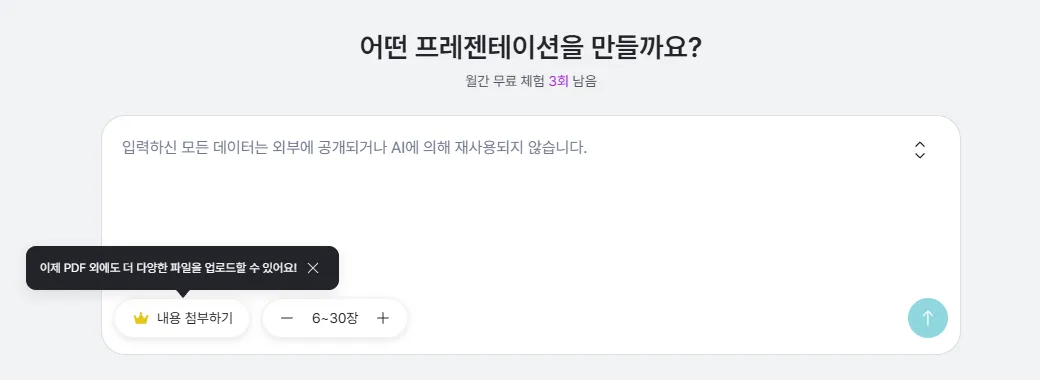 어떤 프레젠테이션을 만들까요?
월간 무료 체험 3회 남음
입력하신 모든 데이터는 외부에 공개되거나 AI에 의해 재사용되지 않습니다.
이제 PDF 외에도 더 다양한 파일을 업로드할 수 있어요!
내용 첨부하기
6~30장